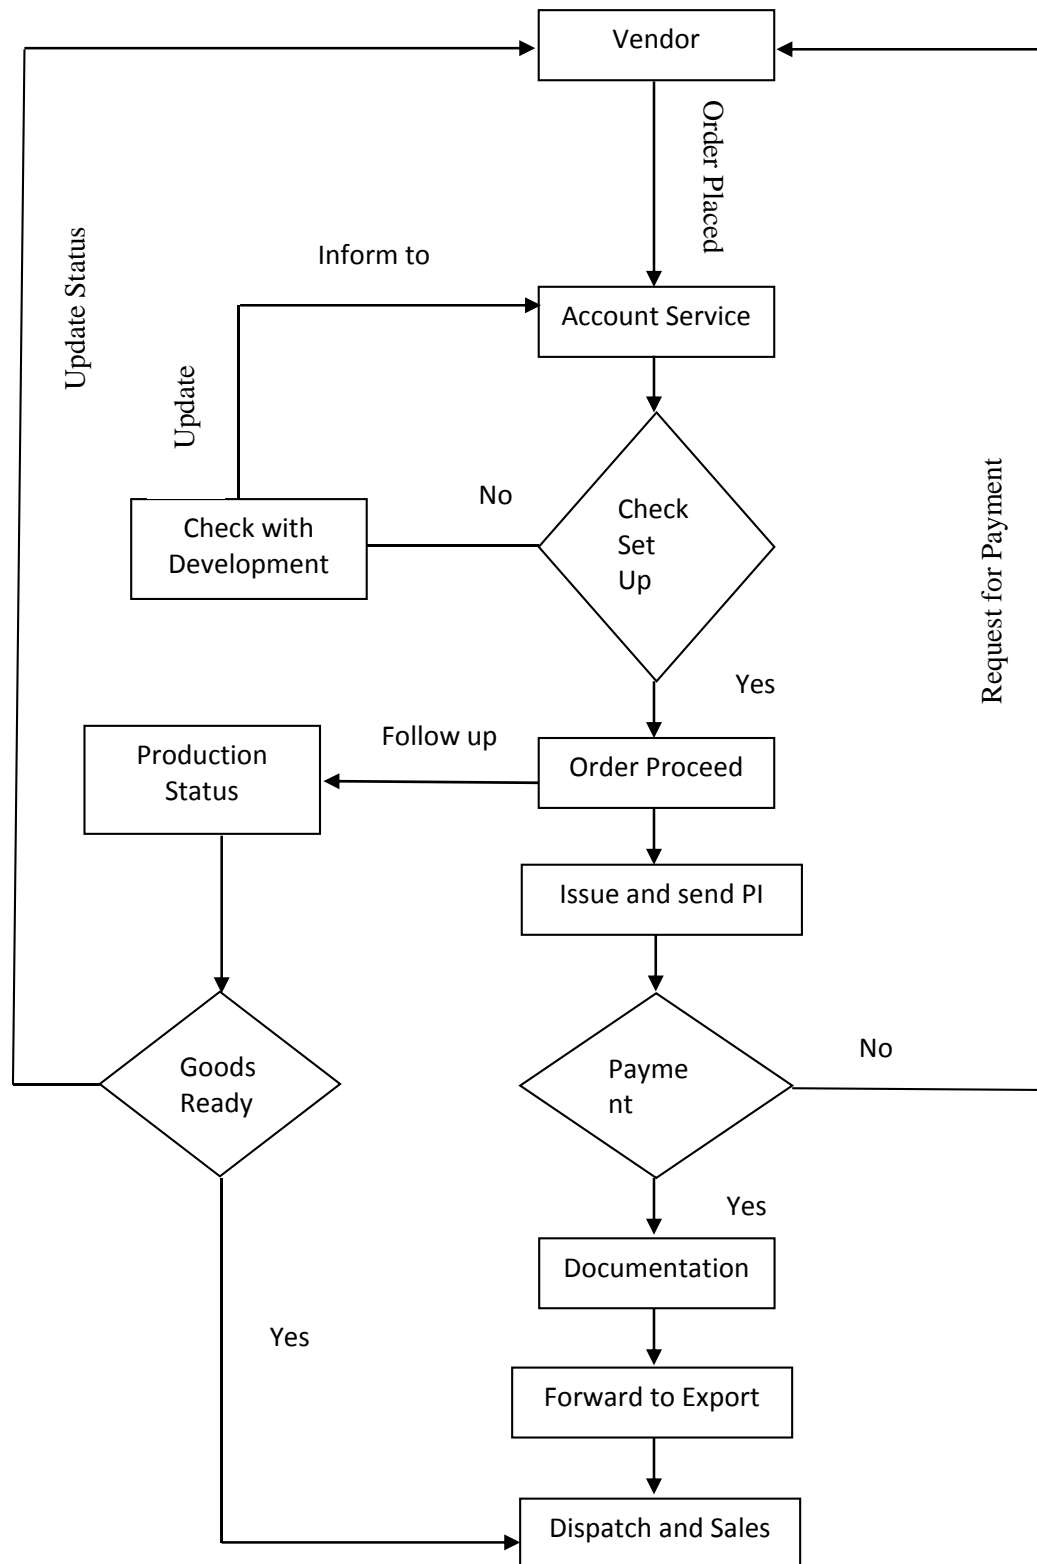 Vendor
Order Placed
Update Status
Inform to
Account Service
Update
Request for Payment
No
Check
Set
Up
Check with
Development
Yes
Follow up
Production
Status
Order Proceed
Issue and send PI
No
Goods
Ready
Payme
nt
Yes
Documentation
Yes
Forward to Export
Dispatch and Sales